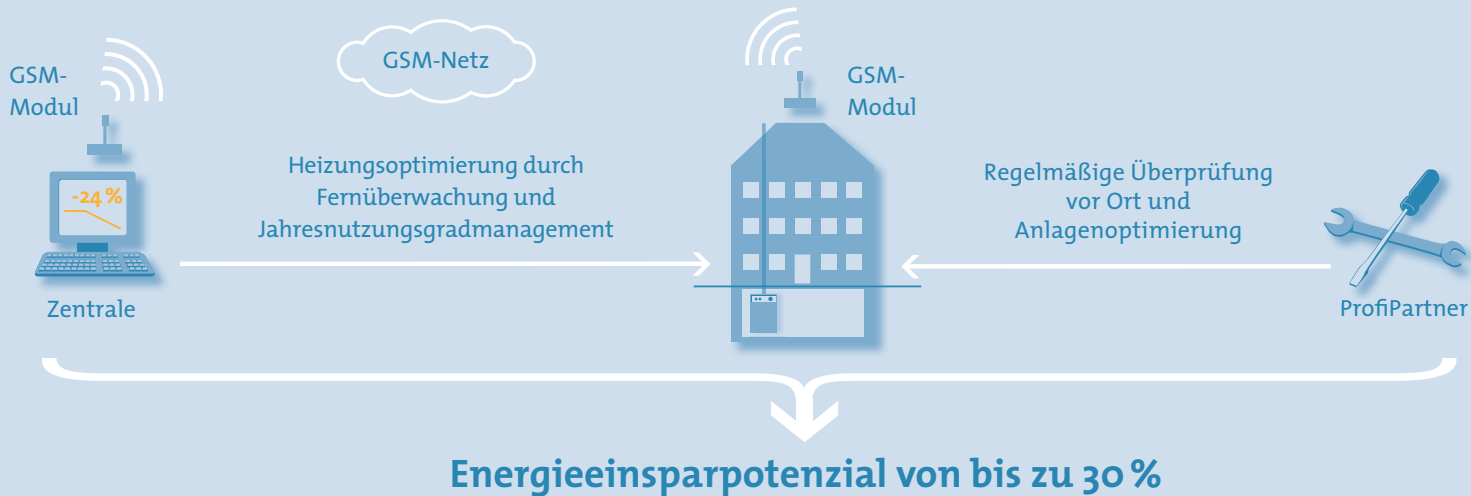 GSM-
Modul
GSM-Netz
GSM-
Modul
-24 %
Heizungsoptimierung durch
Fernüberwachung und
Jahresnutzungsgradmanagement
Regelmäßige Überprüfung
vor Ort und
Anlagenoptimierung
Zentrale
ProfiPartner
Energieeinsparpotenzial von bis zu 30 %